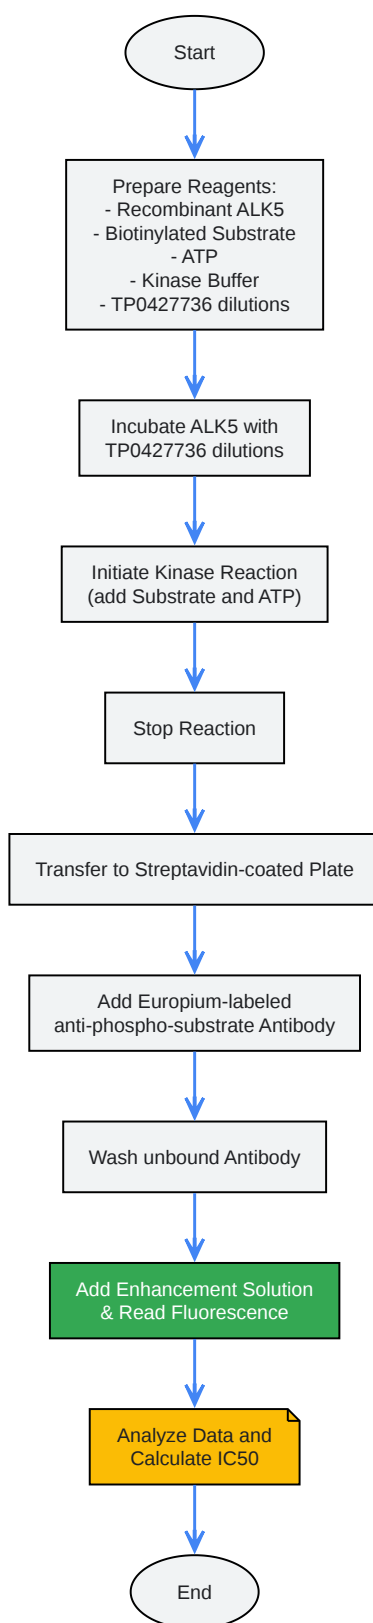 Start
Prepare Reagents:
- Recombinant ALK5
- Biotinylated Substrate
- ATP
- Kinase Buffer
- TP0427736 dilutions
Incubate ALK5 with
TP0427736 dilutions
Initiate Kinase Reaction
(add Substrate and ATP)
Stop Reaction
Transfer to Streptavidin-coated Plate
Add Europium-labeled
anti-phospho-substrate Antibody
Wash unbound Antibody
Add Enhancement Solution
& Read Fluorescence
Analyze Data and
Calculate IC50
End